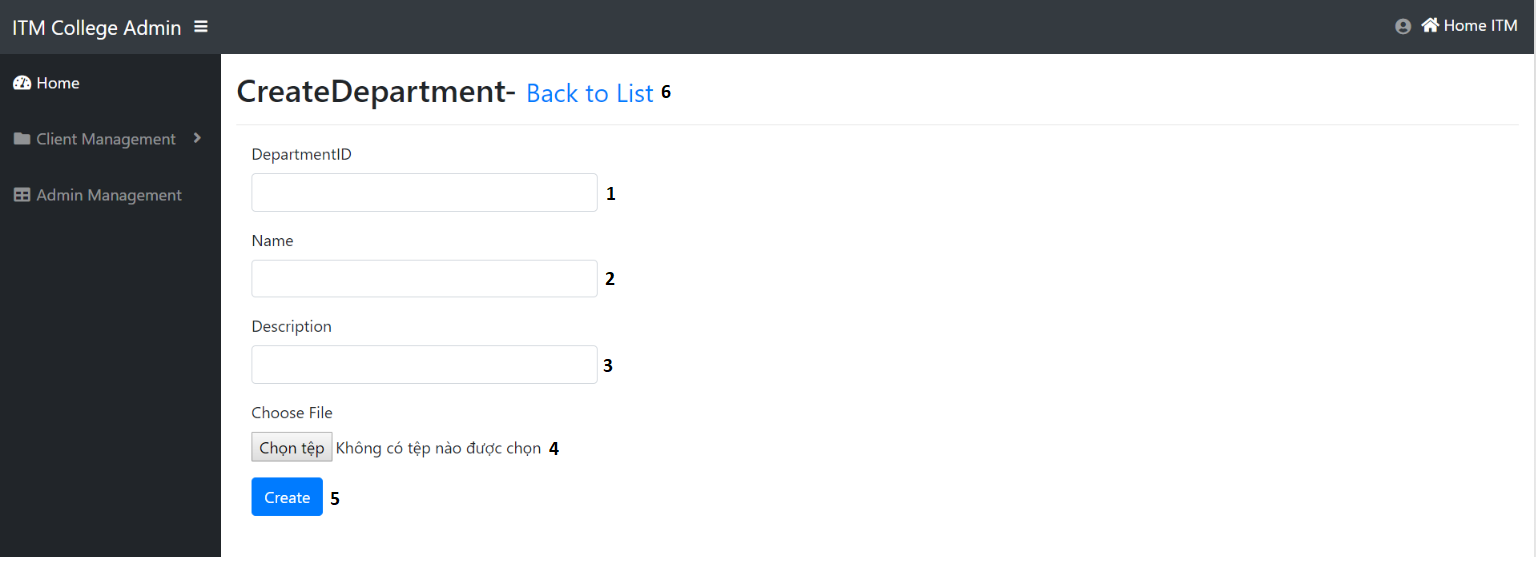 ITM College Admin
Home ITM
Home
Client Management
Admin Management
CreateDepartment- Back to List 6
DepartmentID
1
Name
2
Description
3
Choose File
Chọn tệp Không có tệp nào được chọn 4
Create 5